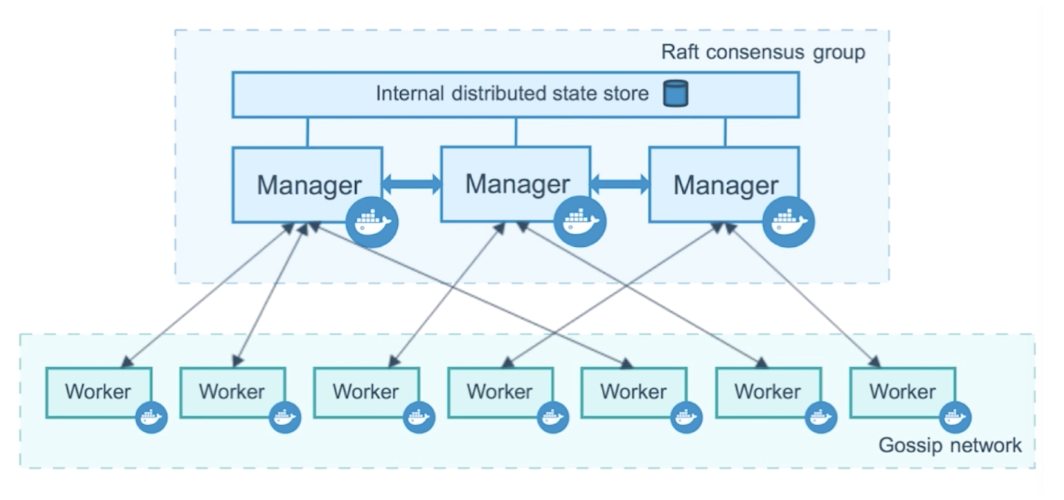 Raft consensus group
Internal distributed state store
Manager
Manager
Manager
Worker
Worker
Worker
Worker
Worker
Worker
Worker
Gossip network